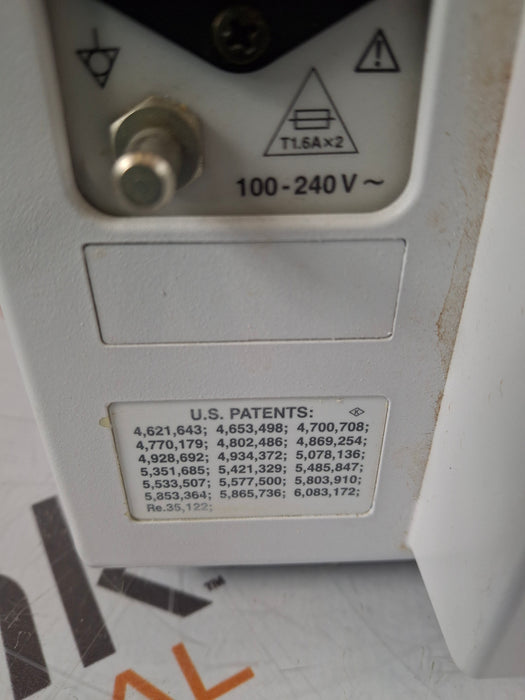 T1.6A×2
100-240V~
U.S. PATENTS:
4,621,643; 4,653,498; 4,700,708;
4,770,179; 4,802,486; 4,869,254;
4,928,692; 4,934,372; 5,078,136;
5,351,685; 5,421,329; 5,485,847;
5,533,507; 5,577,500; 5,803,910;
5,853,364; 5,865,736; 6,083,172;
Re.35,122;
nk™
AL